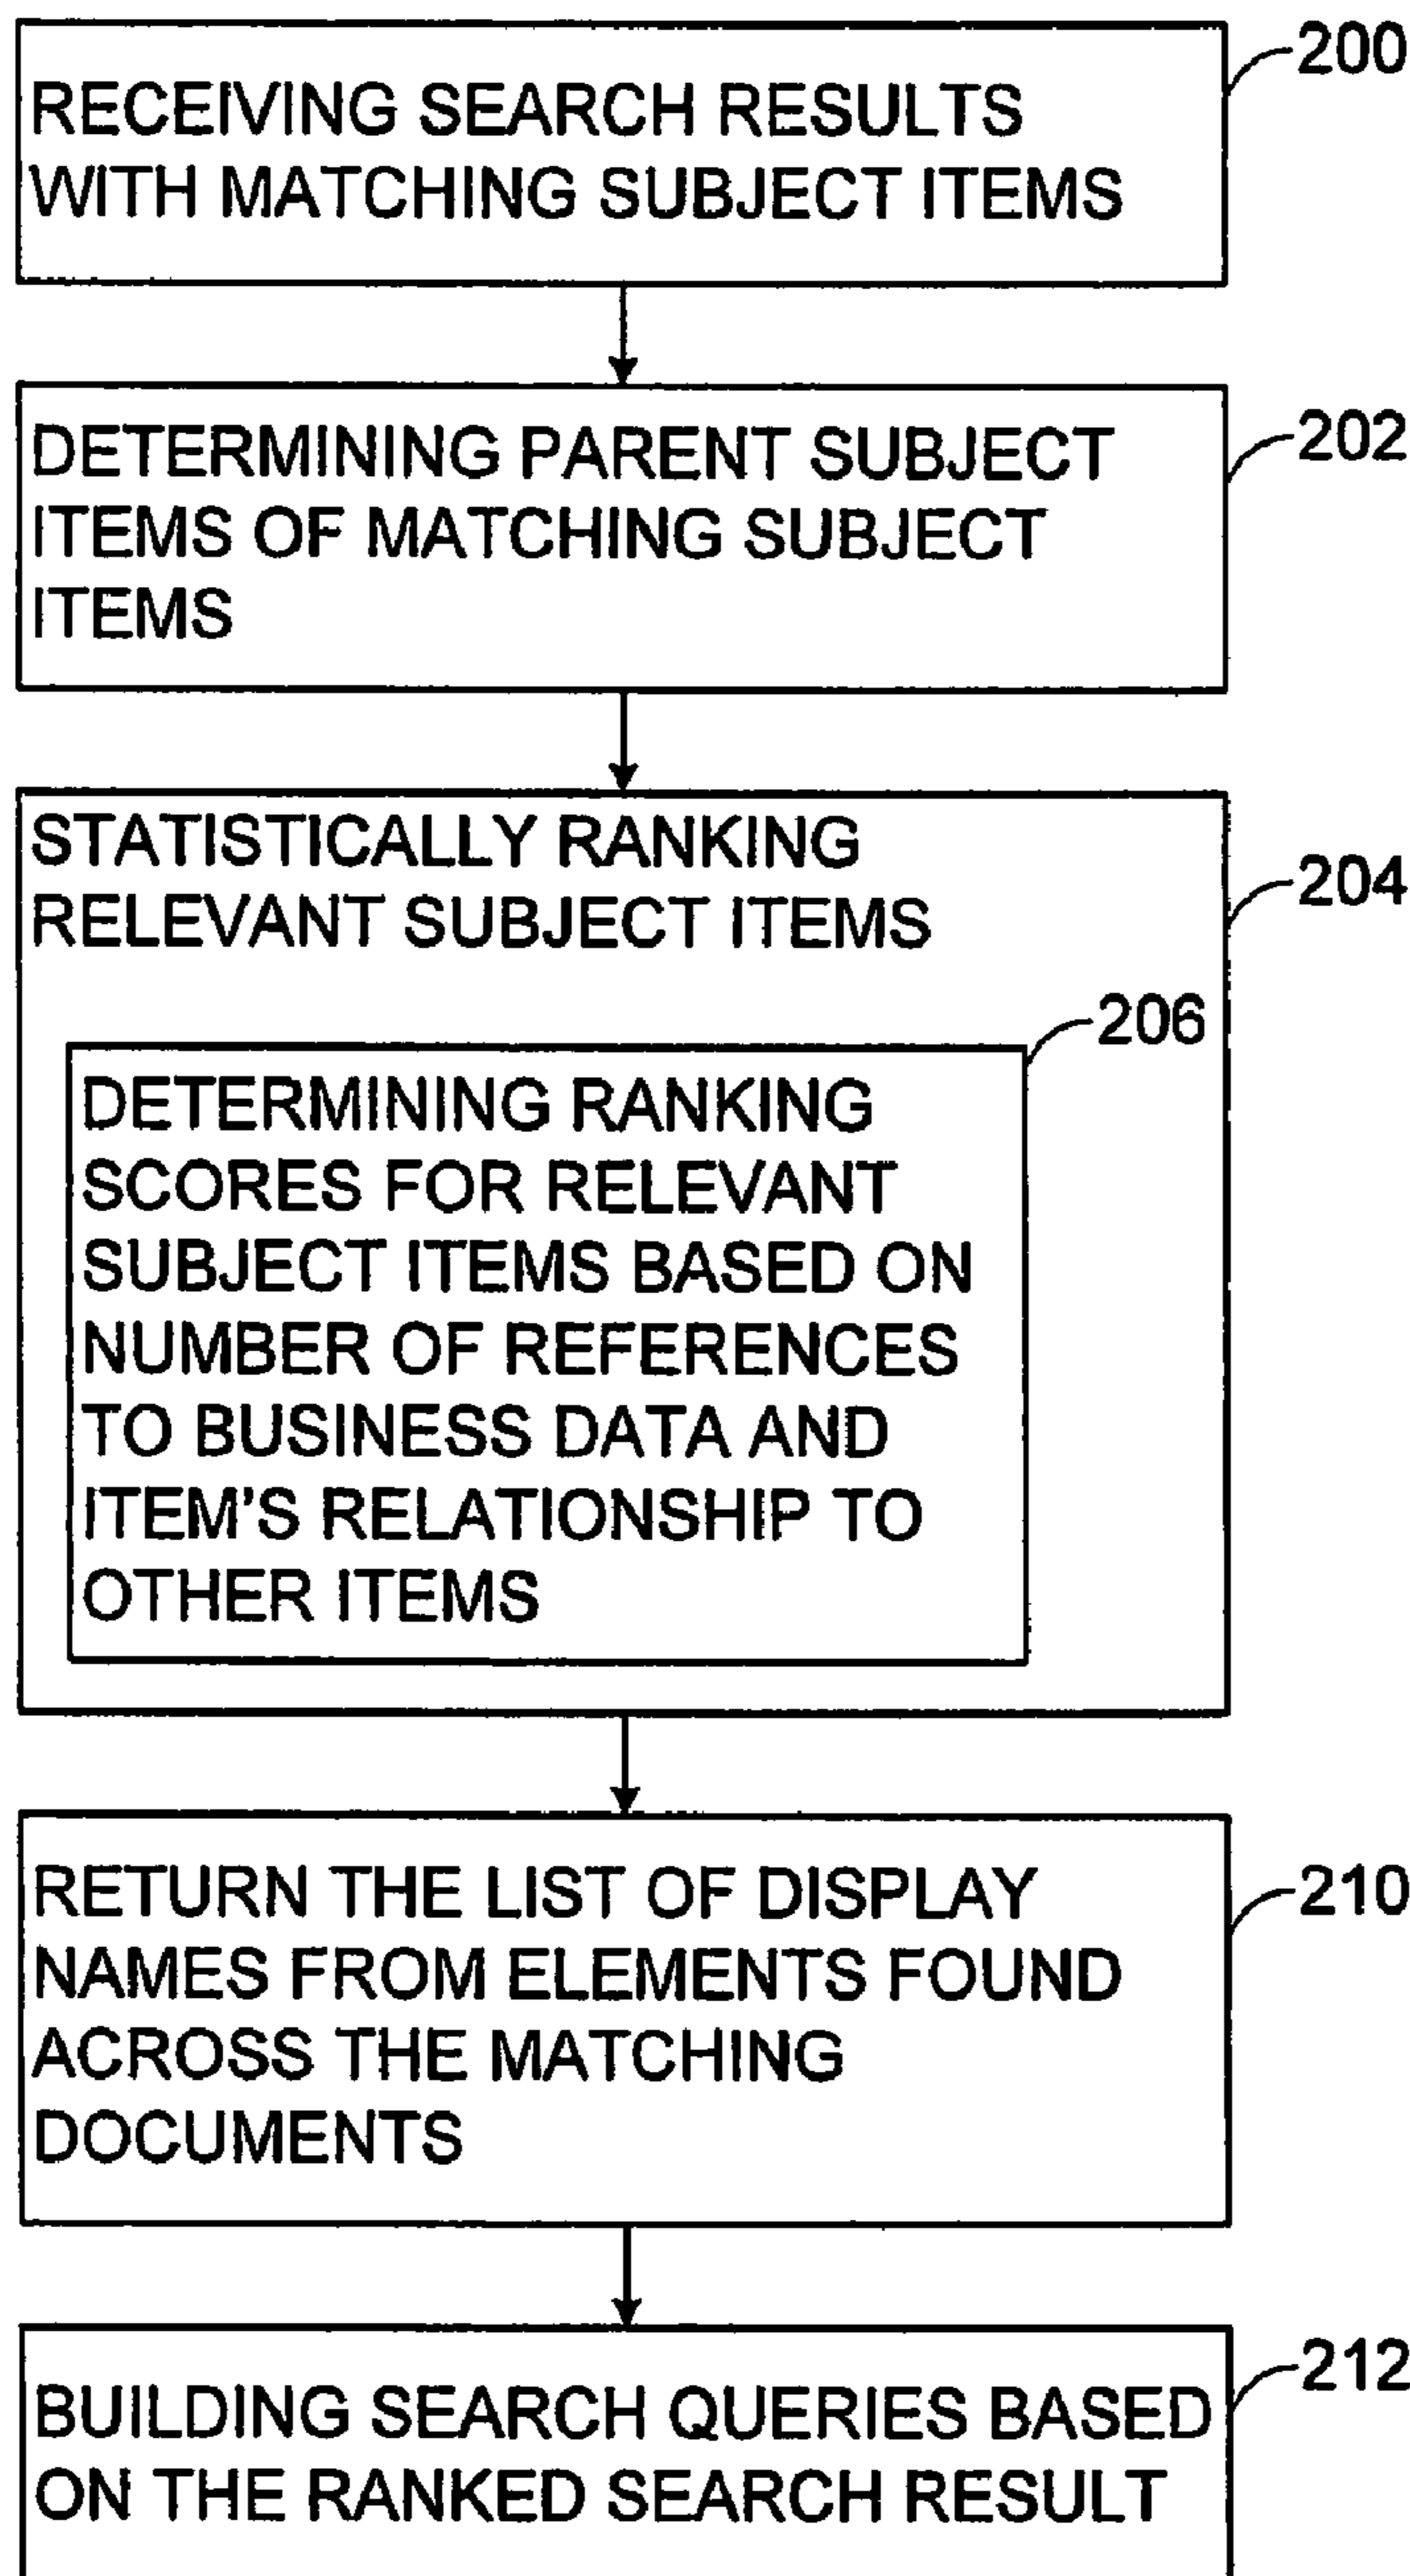 200
RECEIVING SEARCH RESULTS
WITH MATCHING SUBJECT ITEMS
202
DETERMINING PARENT SUBJECT
ITEMS OF MATCHING SUBJECT
ITEMS
204
STATISTICALLY RANKING
RELEVANT SUBJECT ITEMS
206
DETERMINING RANKING
SCORES FOR RELEVANT
SUBJECT ITEMS BASED ON
NUMBER OF REFERENCES
TO BUSINESS DATA AND
ITEM'S RELATIONSHIP TO
OTHER ITEMS
210
RETURN THE LIST OF DISPLAY
NAMES FROM ELEMENTS FOUND
ACROSS THE MATCHING
DOCUMENTS
212
BUILDING SEARCH QUERIES BASED
ON THE RANKED SEARCH RESULT